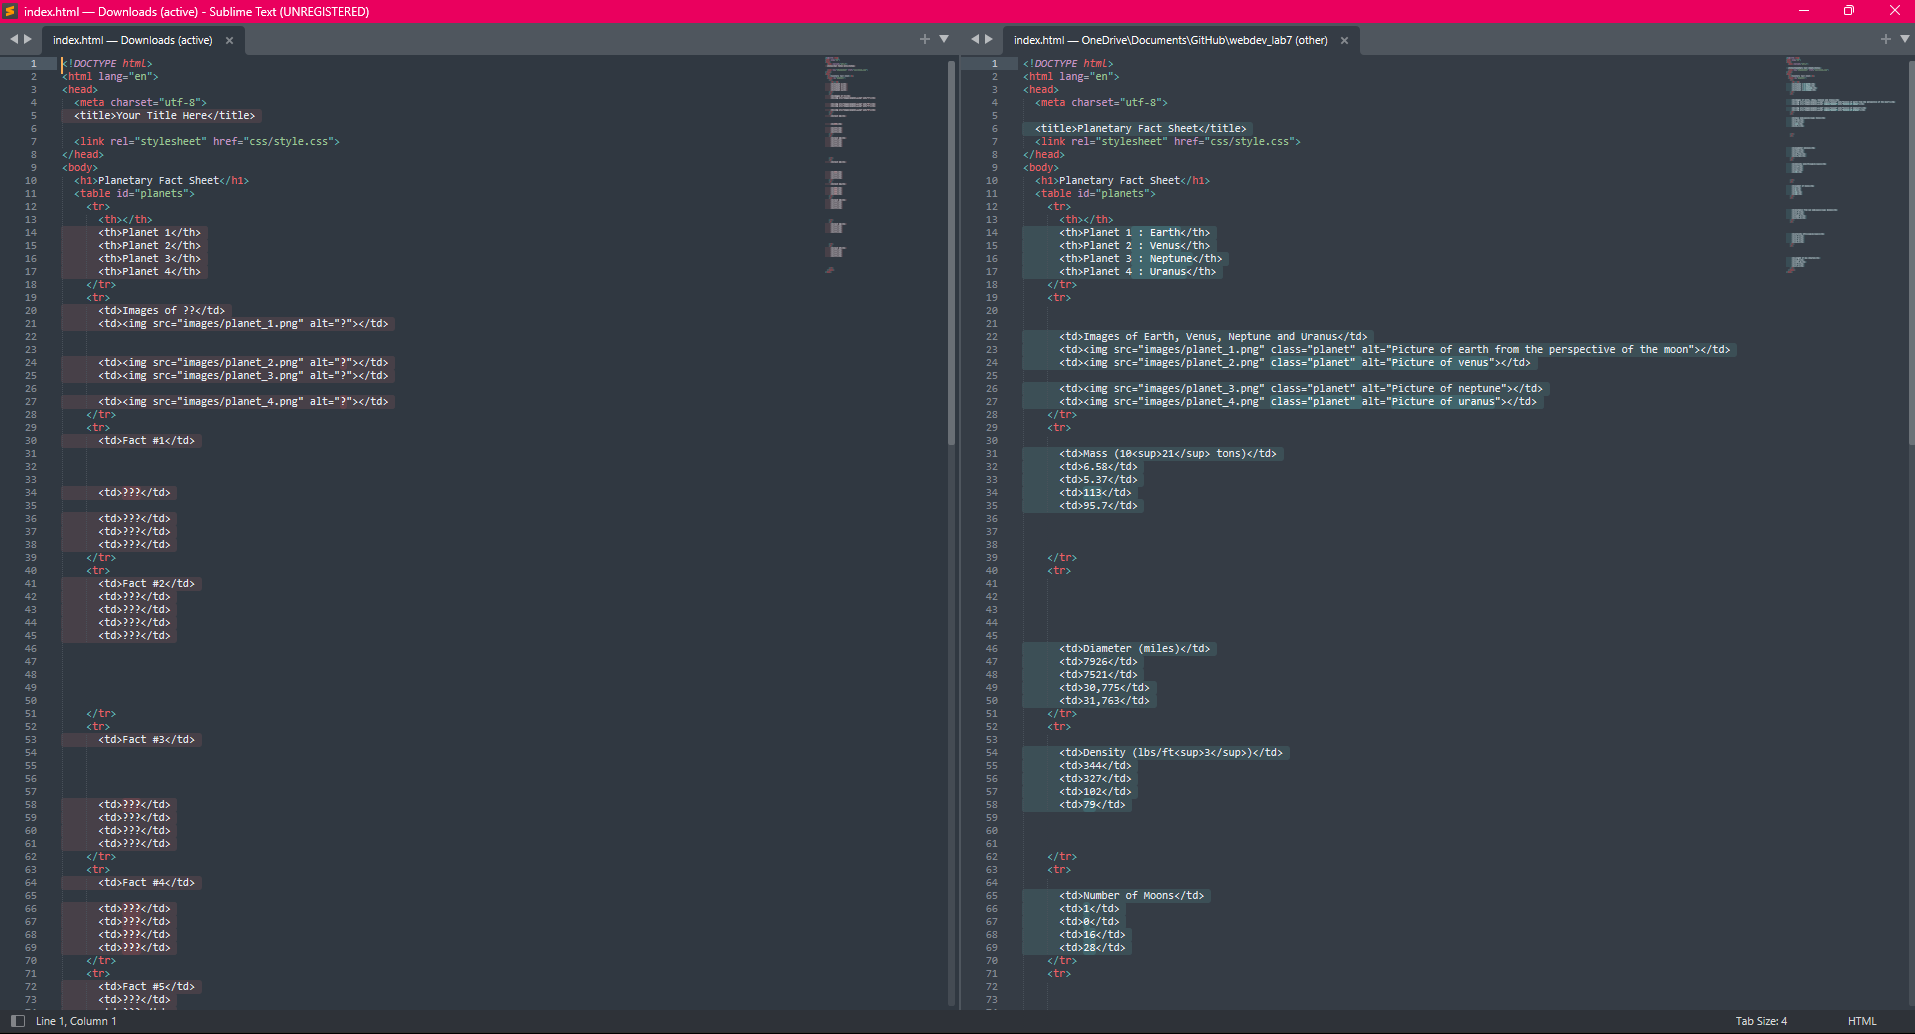 index.html — Downloads (active) - Sublime Text (UNREGISTERED)
index.html — Downloads (active)
1 <!DOCTYPE html>
2 <html lang="en">
3 <head>
4 <meta charset="utf-8">
5 <title>Your Title Here</title>
6
7 <link rel="stylesheet" href="css/style.css">
8 </head>
9 <body>
10 <h1>Planetary Fact Sheet</h1>
11 <table id="planets">
12 <tr>
13 <th></th>
14 <th>Planet 1</th>
15 <th>Planet 2</th>
16 <th>Planet 3</th>
17 <th>Planet 4</th>
18 </tr>
19 <tr>
20 <td>Images of ??</td>
21 <td><img src="images/planet_1.png" alt="?"></td>
22
23
24 <td><img src="images/planet_2.png" alt="?"></td>
25 <td><img src="images/planet_3.png" alt="?"></td>
26
27 <td><img src="images/planet_4.png" alt="?"></td>
28 </tr>
29 <tr>
30 <td>Fact #1</td>
31
32
33
34 <td>???</td>
35
36 <td>???</td>
37 <td>???</td>
38 <td>???</td>
39 </tr>
40 <tr>
41 <td>Fact #2</td>
42 <td>???</td>
43 <td>???</td>
44 <td>???</td>
45 <td>???</td>
46
47
48
49
50
51 </tr>
52 <tr>
53 <td>Fact #3</td>
54
55
56
57
58 <td>???</td>
59 <td>???</td>
60 <td>???</td>
61 <td>???</td>
62 </tr>
63 <tr>
64 <td>Fact #4</td>
65
66 <td>???</td>
67 <td>???</td>
68 <td>???</td>
69 <td>???</td>
70 </tr>
71 <tr>
72 <td>Fact #5</td>
73 <td>???</td>
index.html — OneDrive\Documents\GitHub\webdev_lab7 (other)
1 <!DOCTYPE html>
2 <html lang="en">
3 <head>
4 <meta charset="utf-8">
5
6 <title>Planetary Fact Sheet</title>
7 <link rel="stylesheet" href="css/style.css">
8 </head>
9 <body>
10 <h1>Planetary Fact Sheet</h1>
11 <table id="planets">
12 <tr>
13 <th></th>
14 <th>Planet 1 : Earth</th>
15 <th>Planet 2 : Venus</th>
16 <th>Planet 3 : Neptune</th>
17 <th>Planet 4 : Uranus</th>
18 </tr>
19 <tr>
20
21
22 <td>Images of Earth, Venus, Neptune and Uranus</td>
23 <td><img src="images/planet_1.png" class="planet" alt="Picture of earth from the perspective of the moon"></td>
24 <td><img src="images/planet_2.png" class="planet" alt="Picture of venus"></td>
25
26 <td><img src="images/planet_3.png" class="planet" alt="Picture of neptune"></td>
27 <td><img src="images/planet_4.png" class="planet" alt="Picture of uranus"></td>
28 </tr>
29 <tr>
30
31 <td>Mass (10<sup>21</sup> tons)</td>
32 <td>6.58</td>
33 <td>5.37</td>
34 <td>113</td>
35 <td>95.7</td>
36
37
38
39 </tr>
40 <tr>
41
42
43
44
45
46 <td>Diameter (miles)</td>
47 <td>7926</td>
48 <td>7521</td>
49 <td>30,775</td>
50 <td>31,763</td>
51 </tr>
52 <tr>
53
54 <td>Density (lbs/ft<sup>3</sup>)</td>
55 <td>344</td>
56 <td>327</td>
57 <td>102</td>
58 <td>79</td>
59
60
61
62 </tr>
63 <tr>
64
65 <td>Number of Moons</td>
66 <td>1</td>
67 <td>0</td>
68 <td>16</td>
69 <td>28</td>
70 </tr>
71 <tr>
72
73
Line 1, Column 1
Tab Size: 4
HTML